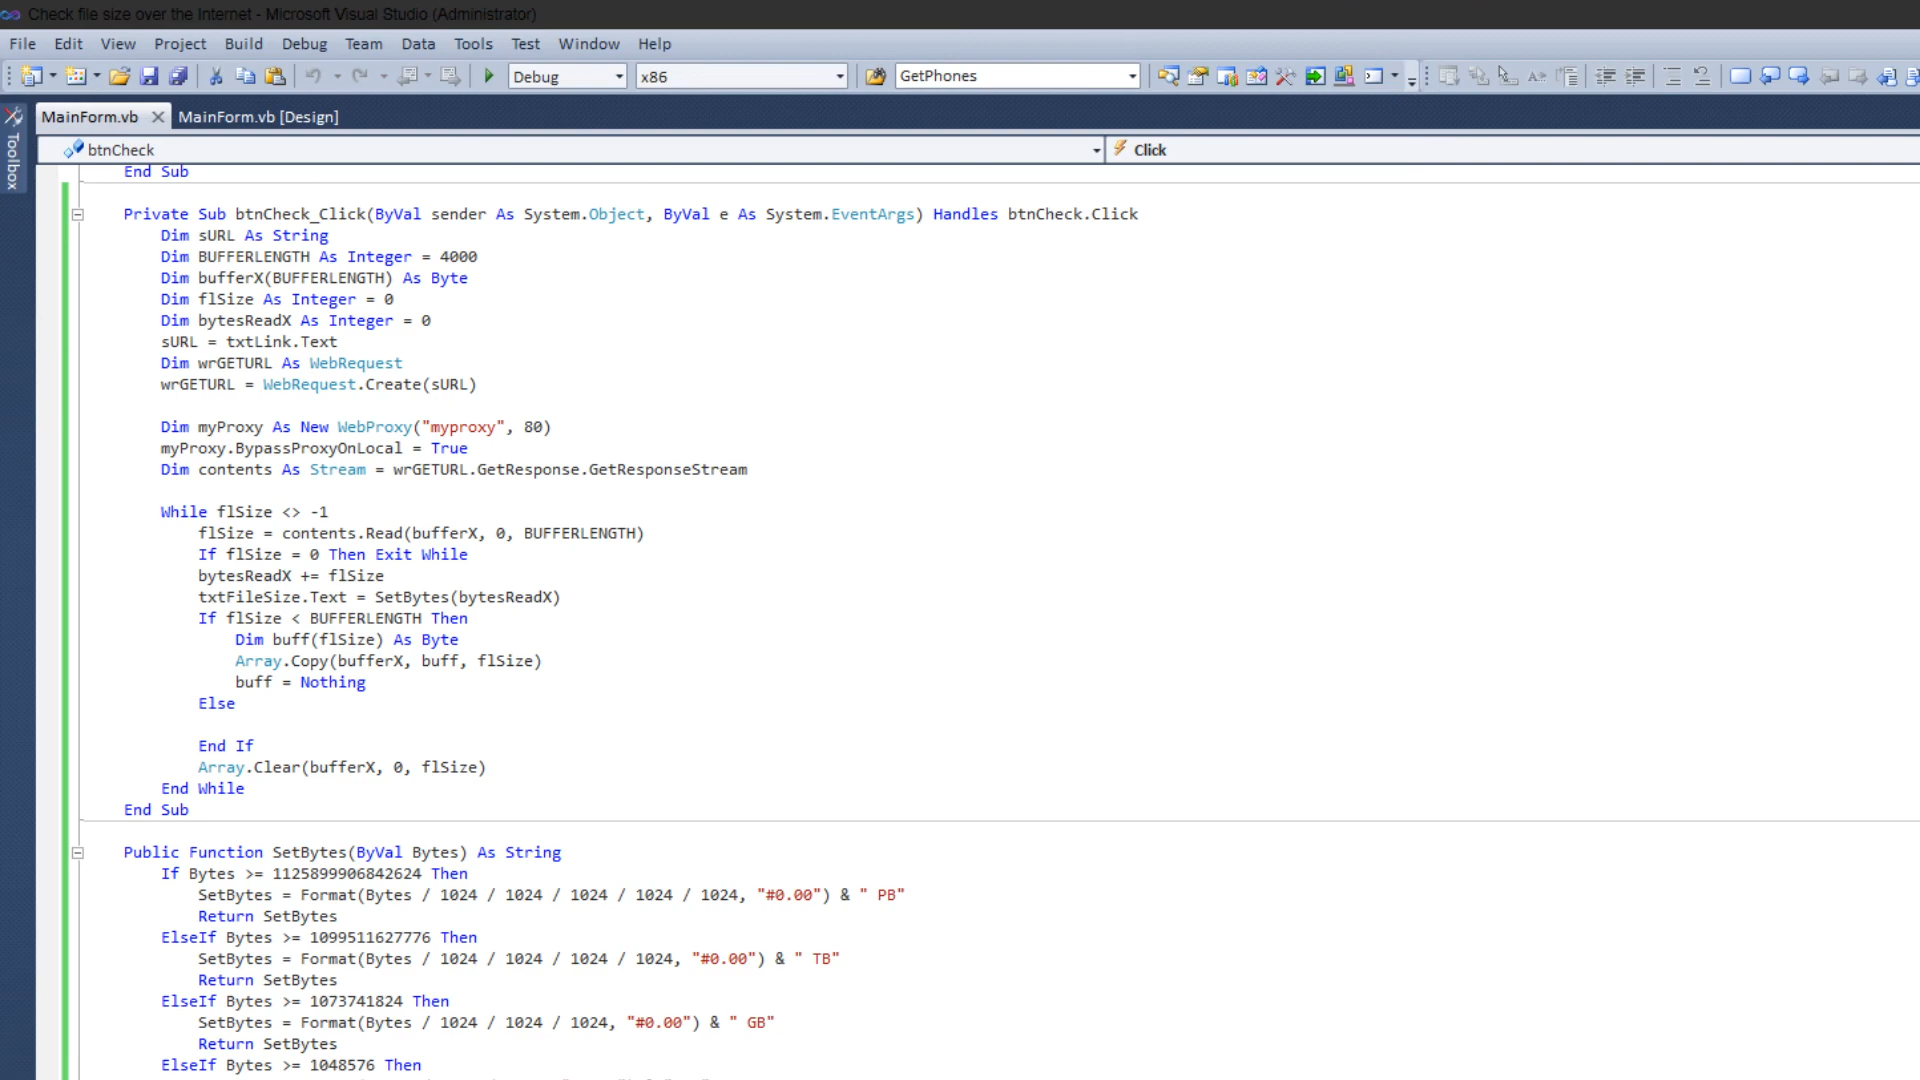 Check file size over the Internet - Microsoft Visual Studio (Administrator)
File Edit View Project Build Debug Team Data Tools Test Window Help
Debug x86 GetPhones
MainForm.vb MainForm.vb [Design]
Toolbox
btnCheck Click
End Sub
Private Sub btnCheck_Click(ByVal sender As System.Object, ByVal e As System.EventArgs) Handles btnCheck.Click
Dim sURL As String
Dim BUFFERLENGTH As Integer = 4000
Dim bufferX(BUFFERLENGTH) As Byte
Dim flSize As Integer = 0
Dim bytesReadX As Integer = 0
sURL = txtLink.Text
Dim wrGETURL As WebRequest
wrGETURL = WebRequest.Create(sURL)
Dim myProxy As New WebProxy("myproxy", 80)
myProxy.BypassProxyOnLocal = True
Dim contents As Stream = wrGETURL.GetResponse.GetResponseStream
While flSize <> -1
flSize = contents.Read(bufferX, 0, BUFFERLENGTH)
If flSize = 0 Then Exit While
bytesReadX += flSize
txtFileSize.Text = SetBytes(bytesReadX)
If flSize < BUFFERLENGTH Then
Dim buff(flSize) As Byte
Array.Copy(bufferX, buff, flSize)
buff = Nothing
Else
End If
Array.Clear(bufferX, 0, flSize)
End While
End Sub
Public Function SetBytes(ByVal Bytes) As String
If Bytes >= 1125899906842624 Then
SetBytes = Format(Bytes / 1024 / 1024 / 1024 / 1024 / 1024, "#0.00") & " PB"
Return SetBytes
ElseIf Bytes >= 1099511627776 Then
SetBytes = Format(Bytes / 1024 / 1024 / 1024 / 1024, "#0.00") & " TB"
Return SetBytes
ElseIf Bytes >= 1073741824 Then
SetBytes = Format(Bytes / 1024 / 1024 / 1024, "#0.00") & " GB"
Return SetBytes
ElseIf Bytes >= 1048576 Then